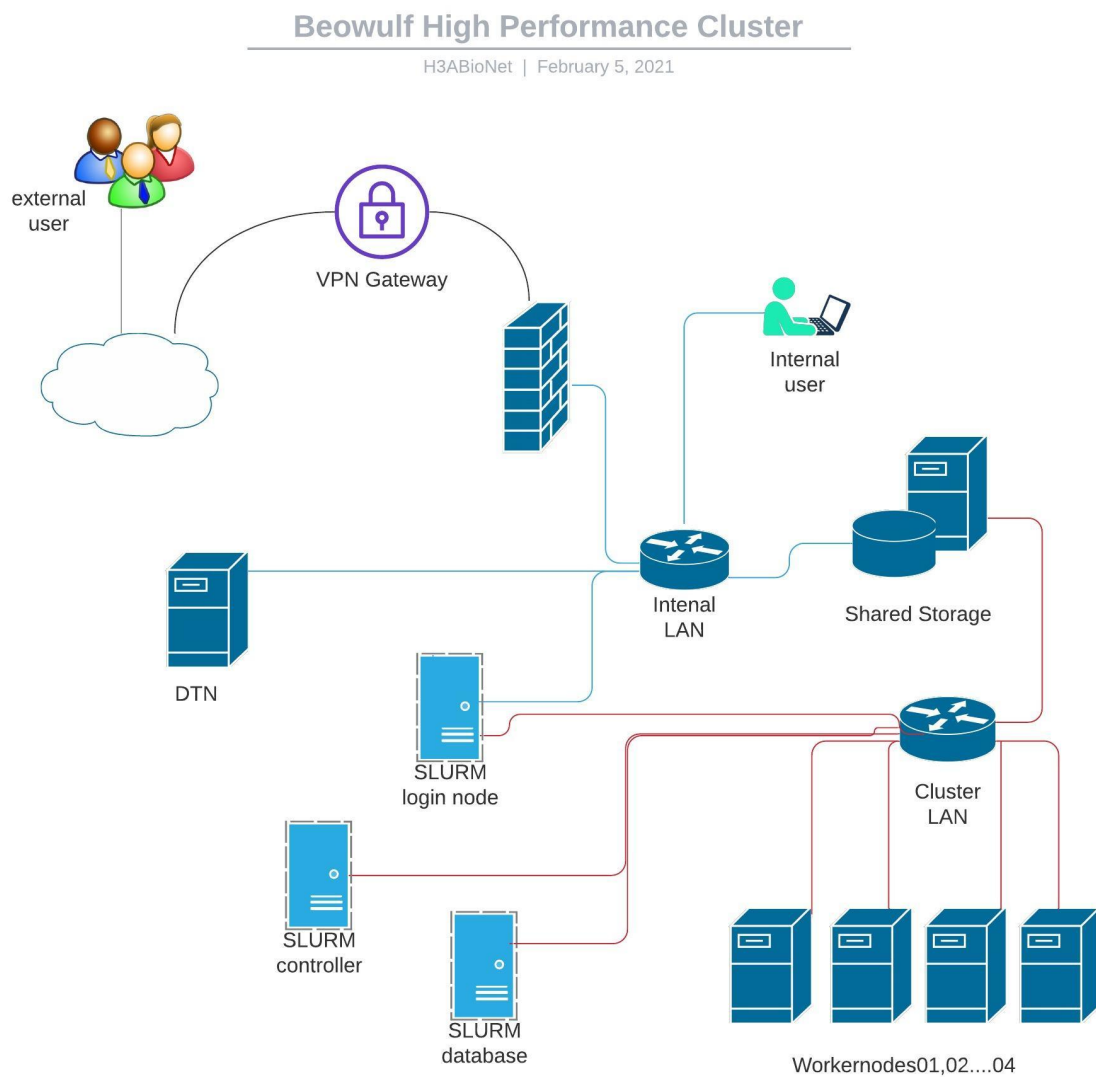 Beowulf High Performance Cluster
H3ABioNet | February 5, 2021
external
user
VPN Gateway
Internal
user
Intenal
LAN
Shared Storage
DTN
SLURM
login node
Cluster
LAN
SLURM
controller
SLURM
database
Workernodes01,02....04